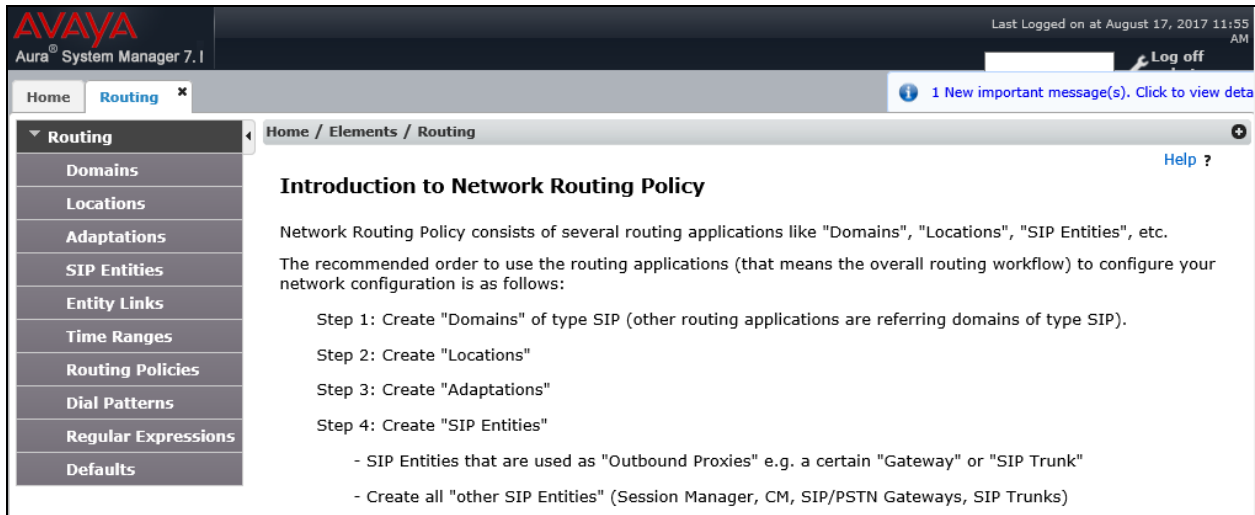 AVAYA
Aura® System Manager 7.1
Last Logged on at August 17, 2017 11:55
AM
Log off
Home
Routing ✖
1 New important message(s). Click to view deta
Routing
Domains
Locations
Adaptations
SIP Entities
Entity Links
Time Ranges
Routing Policies
Dial Patterns
Regular Expressions
Defaults
Home / Elements / Routing
Help ?
Introduction to Network Routing Policy
Network Routing Policy consists of several routing applications like "Domains", "Locations", "SIP Entities", etc.
The recommended order to use the routing applications (that means the overall routing workflow) to configure your
network configuration is as follows:
Step 1: Create "Domains" of type SIP (other routing applications are referring domains of type SIP).
Step 2: Create "Locations"
Step 3: Create "Adaptations"
Step 4: Create "SIP Entities"
- SIP Entities that are used as "Outbound Proxies" e.g. a certain "Gateway" or "SIP Trunk"
- Create all "other SIP Entities" (Session Manager, CM, SIP/PSTN Gateways, SIP Trunks)